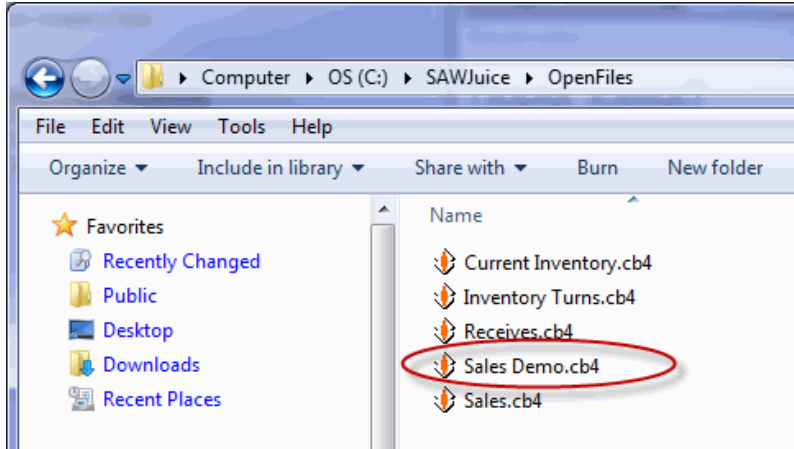 Computer OS (C:) SAWJuice OpenFiles
File Edit View Tools Help
Organize Include in library Share with Burn New folder
Favorites
Recently Changed
Public
Desktop
Downloads
Recent Places
Name
Current Inventory.cb4
Inventory Turns.cb4
Receives.cb4
Sales Demo.cb4
Sales.cb4